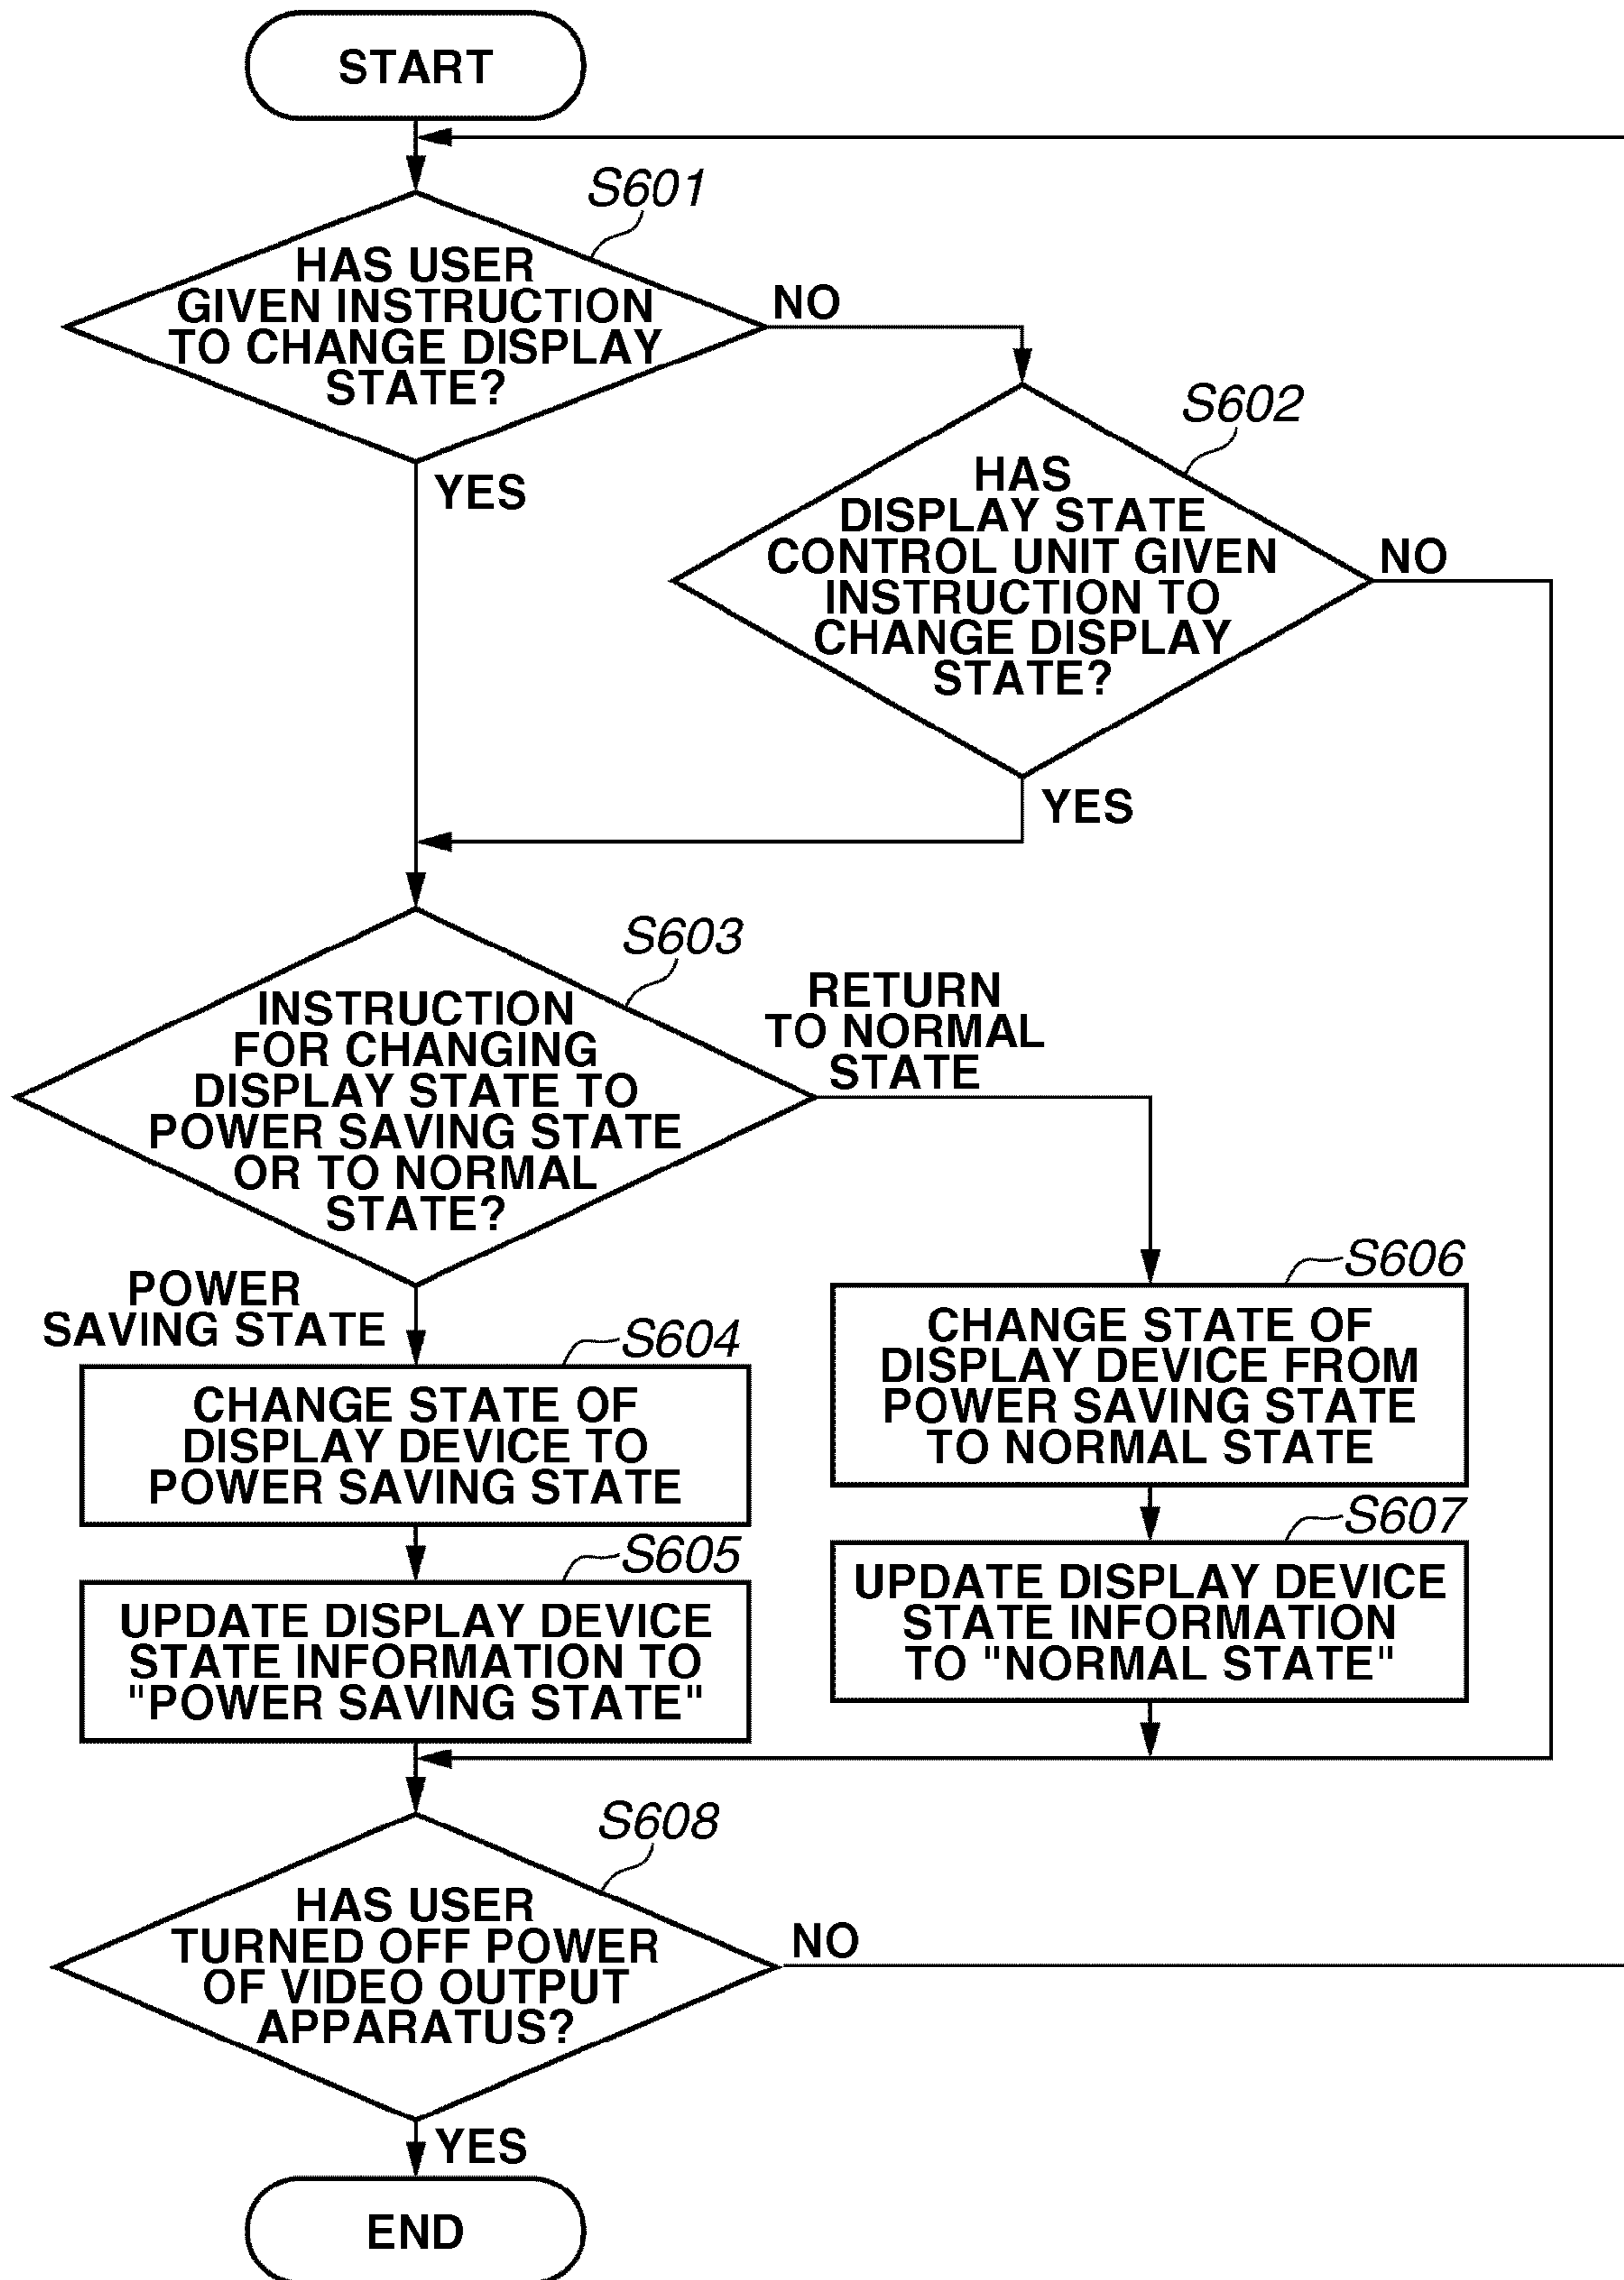 START
S601
HAS USER
GIVEN INSTRUCTION
TO CHANGE DISPLAY
STATE?
NO
YES
S602
HAS
DISPLAY STATE
CONTROL UNIT GIVEN
INSTRUCTION TO
CHANGE DISPLAY
STATE?
NO
YES
S603
INSTRUCTION
FOR CHANGING
DISPLAY STATE TO
POWER SAVING STATE
OR TO NORMAL
STATE?
RETURN
TO NORMAL
STATE
POWER
SAVING STATE
S604
CHANGE STATE OF
DISPLAY DEVICE TO
POWER SAVING STATE
S605
UPDATE DISPLAY DEVICE
STATE INFORMATION TO
"POWER SAVING STATE"
S606
CHANGE STATE OF
DISPLAY DEVICE FROM
POWER SAVING STATE
TO NORMAL STATE
S607
UPDATE DISPLAY DEVICE
STATE INFORMATION
TO "NORMAL STATE"
S608
HAS USER
TURNED OFF POWER
OF VIDEO OUTPUT
APPARATUS?
NO
YES
END